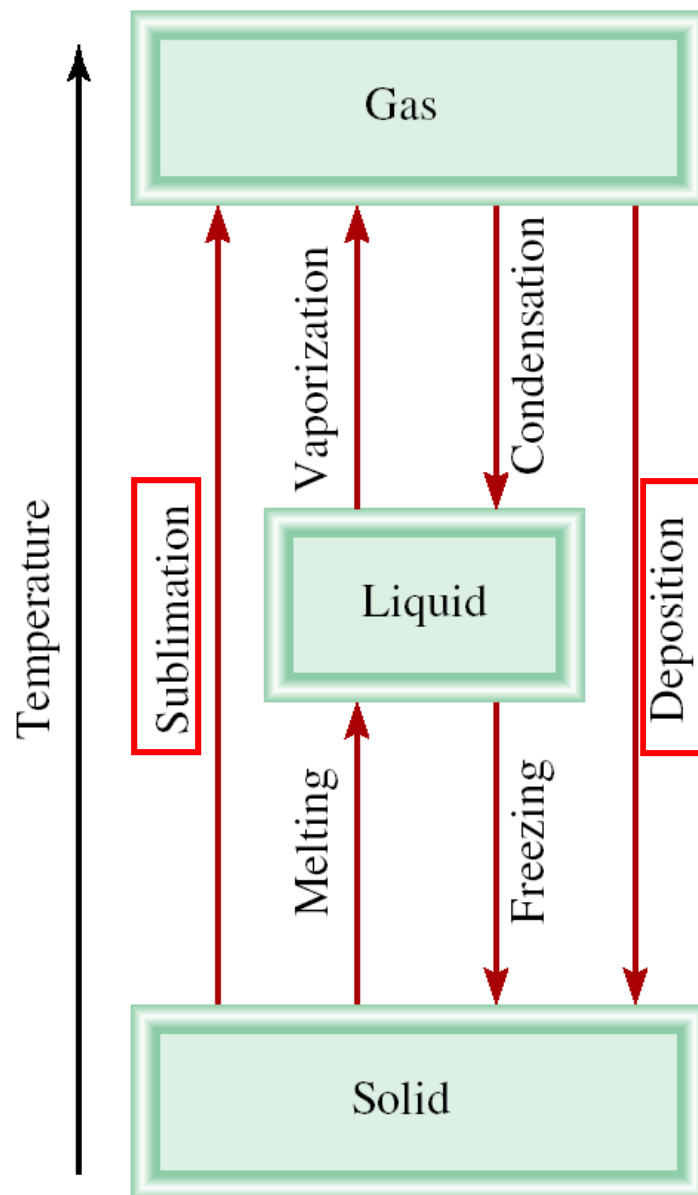 Gas
Temperature
Sublimation
Vaporization
Condensation
Deposition
Liquid
Melting
Freezing
Solid